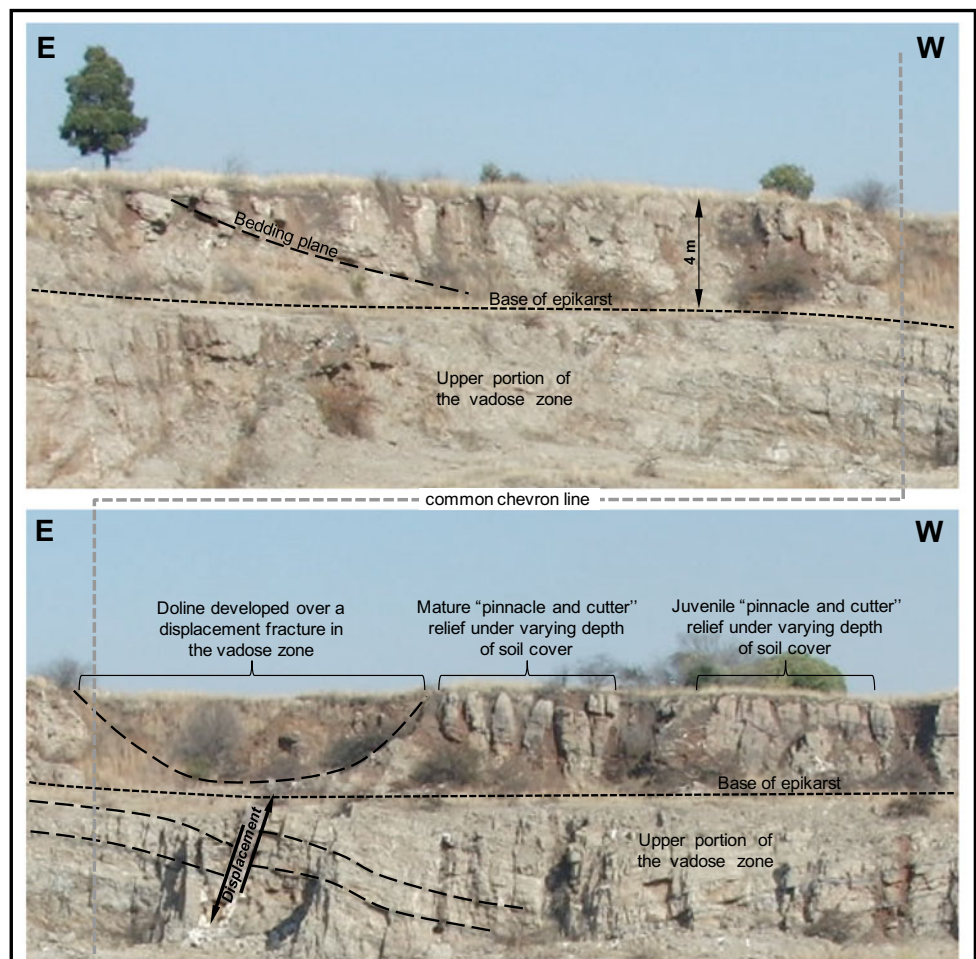 E
W
Bedding plane
4 m
Base of epikarst
Upper portion of
the vadose zone
common chevron line
E
W
Doline developed over a
displacement fracture in
the vadose zone
Mature “pinnacle and cutter’’
relief under varying depth
of soil cover
Juvenile “pinnacle and cutter’’
relief under varying depth
of soil cover
Base of epikarst
Displacement
Upper portion of
the vadose zone